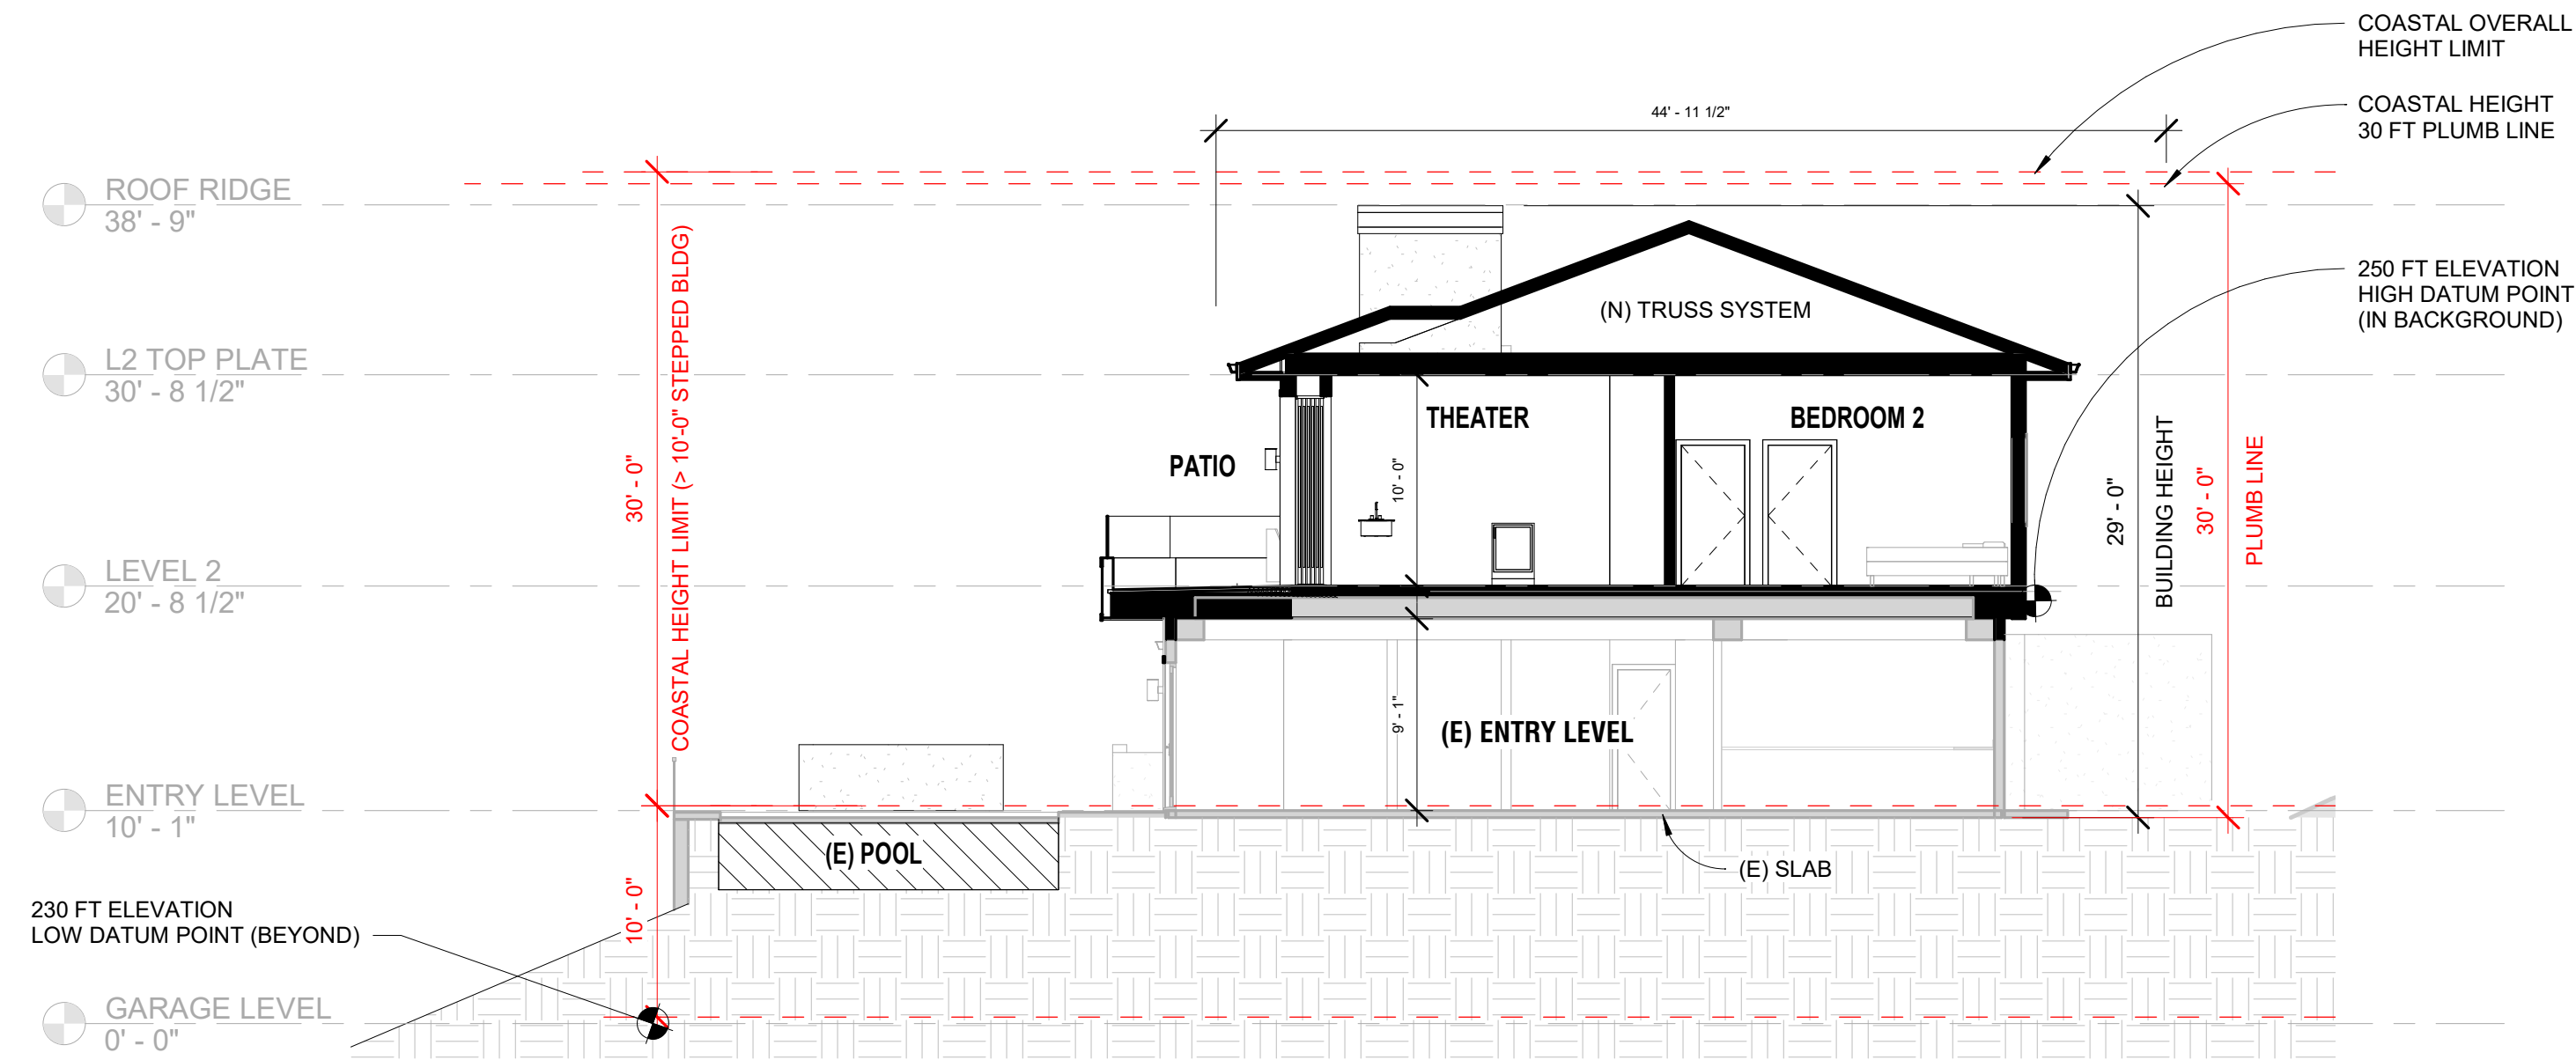 COASTAL OVERALL
HEIGHT LIMIT
COASTAL HEIGHT
30 FT PLUMB LINE
44' - 11 1/2"
ROOF RIDGE
38' - 9"
250 FT ELEVATION
HIGH DATUM POINT
(IN BACKGROUND)
(N) TRUSS SYSTEM
L2 TOP PLATE
30' - 8 1/2"
THEATER
BEDROOM 2
PATIO
30' - 0"
COASTAL HEIGHT LIMIT (> 10'-0" STEPPED BLDG)
10' - 0"
29' - 0"
BUILDING HEIGHT
30' - 0"
PLUMB LINE
LEVEL 2
20' - 8 1/2"
9' - 1"
(E) ENTRY LEVEL
ENTRY LEVEL
10' - 1"
(E) POOL
(E) SLAB
10' - 0"
230 FT ELEVATION
LOW DATUM POINT (BEYOND)
GARAGE LEVEL
0' - 0"